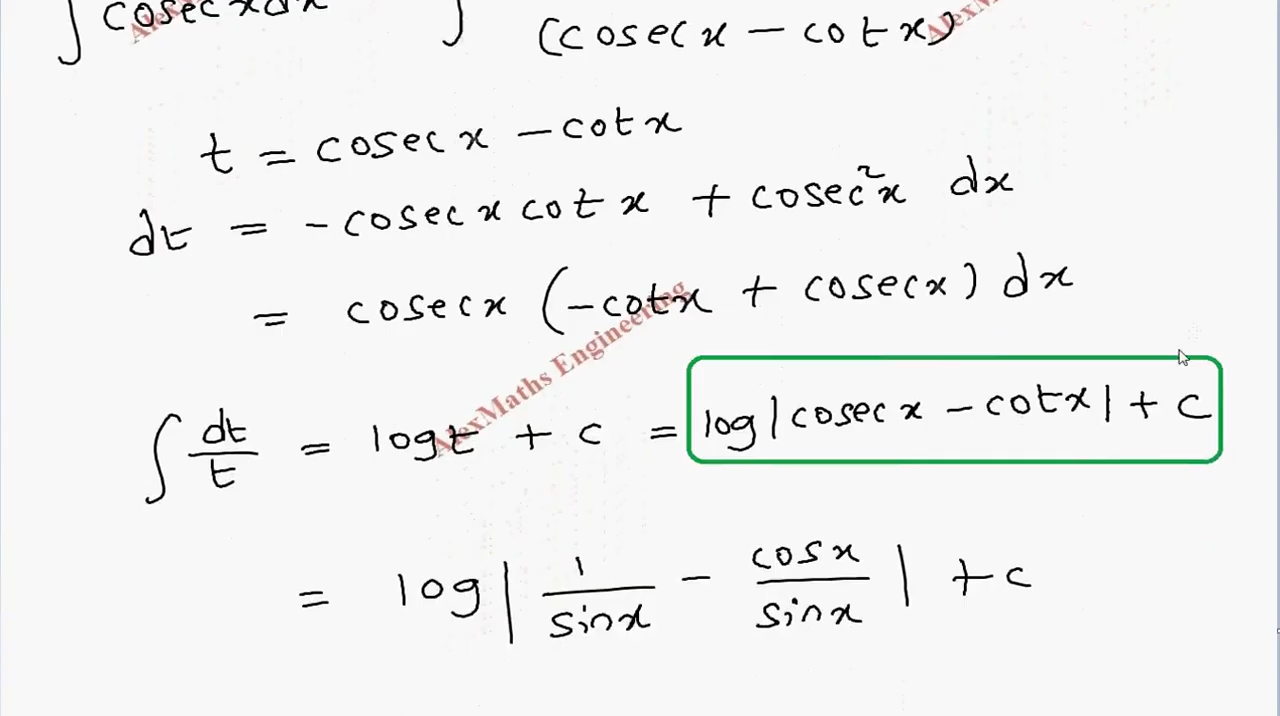 ∫ cosec x dx ∫ (cosec x – cot x)
t = cosec x – cot x
dt = – cosec x cot x + cosec²x dx
= cosec x (– cot x + cosec x) dx
AlexMaths Engineering
∫ dt/t = log t + c = log |cosec x – cot x| + c
= log | 1/sin x – cos x/sin x | + c